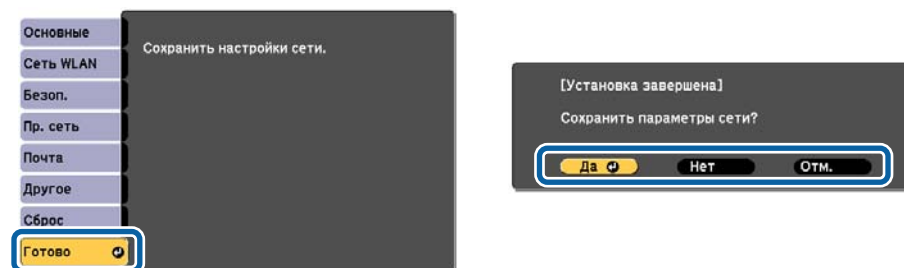 Основные
Сеть WLAN
Безоп.
Пр. сеть
Почта
Другое
Сброс
Готово
Сохранить настройки сети.
[Установка завершена]
Сохранить параметры сети?
Да Нет Отм.